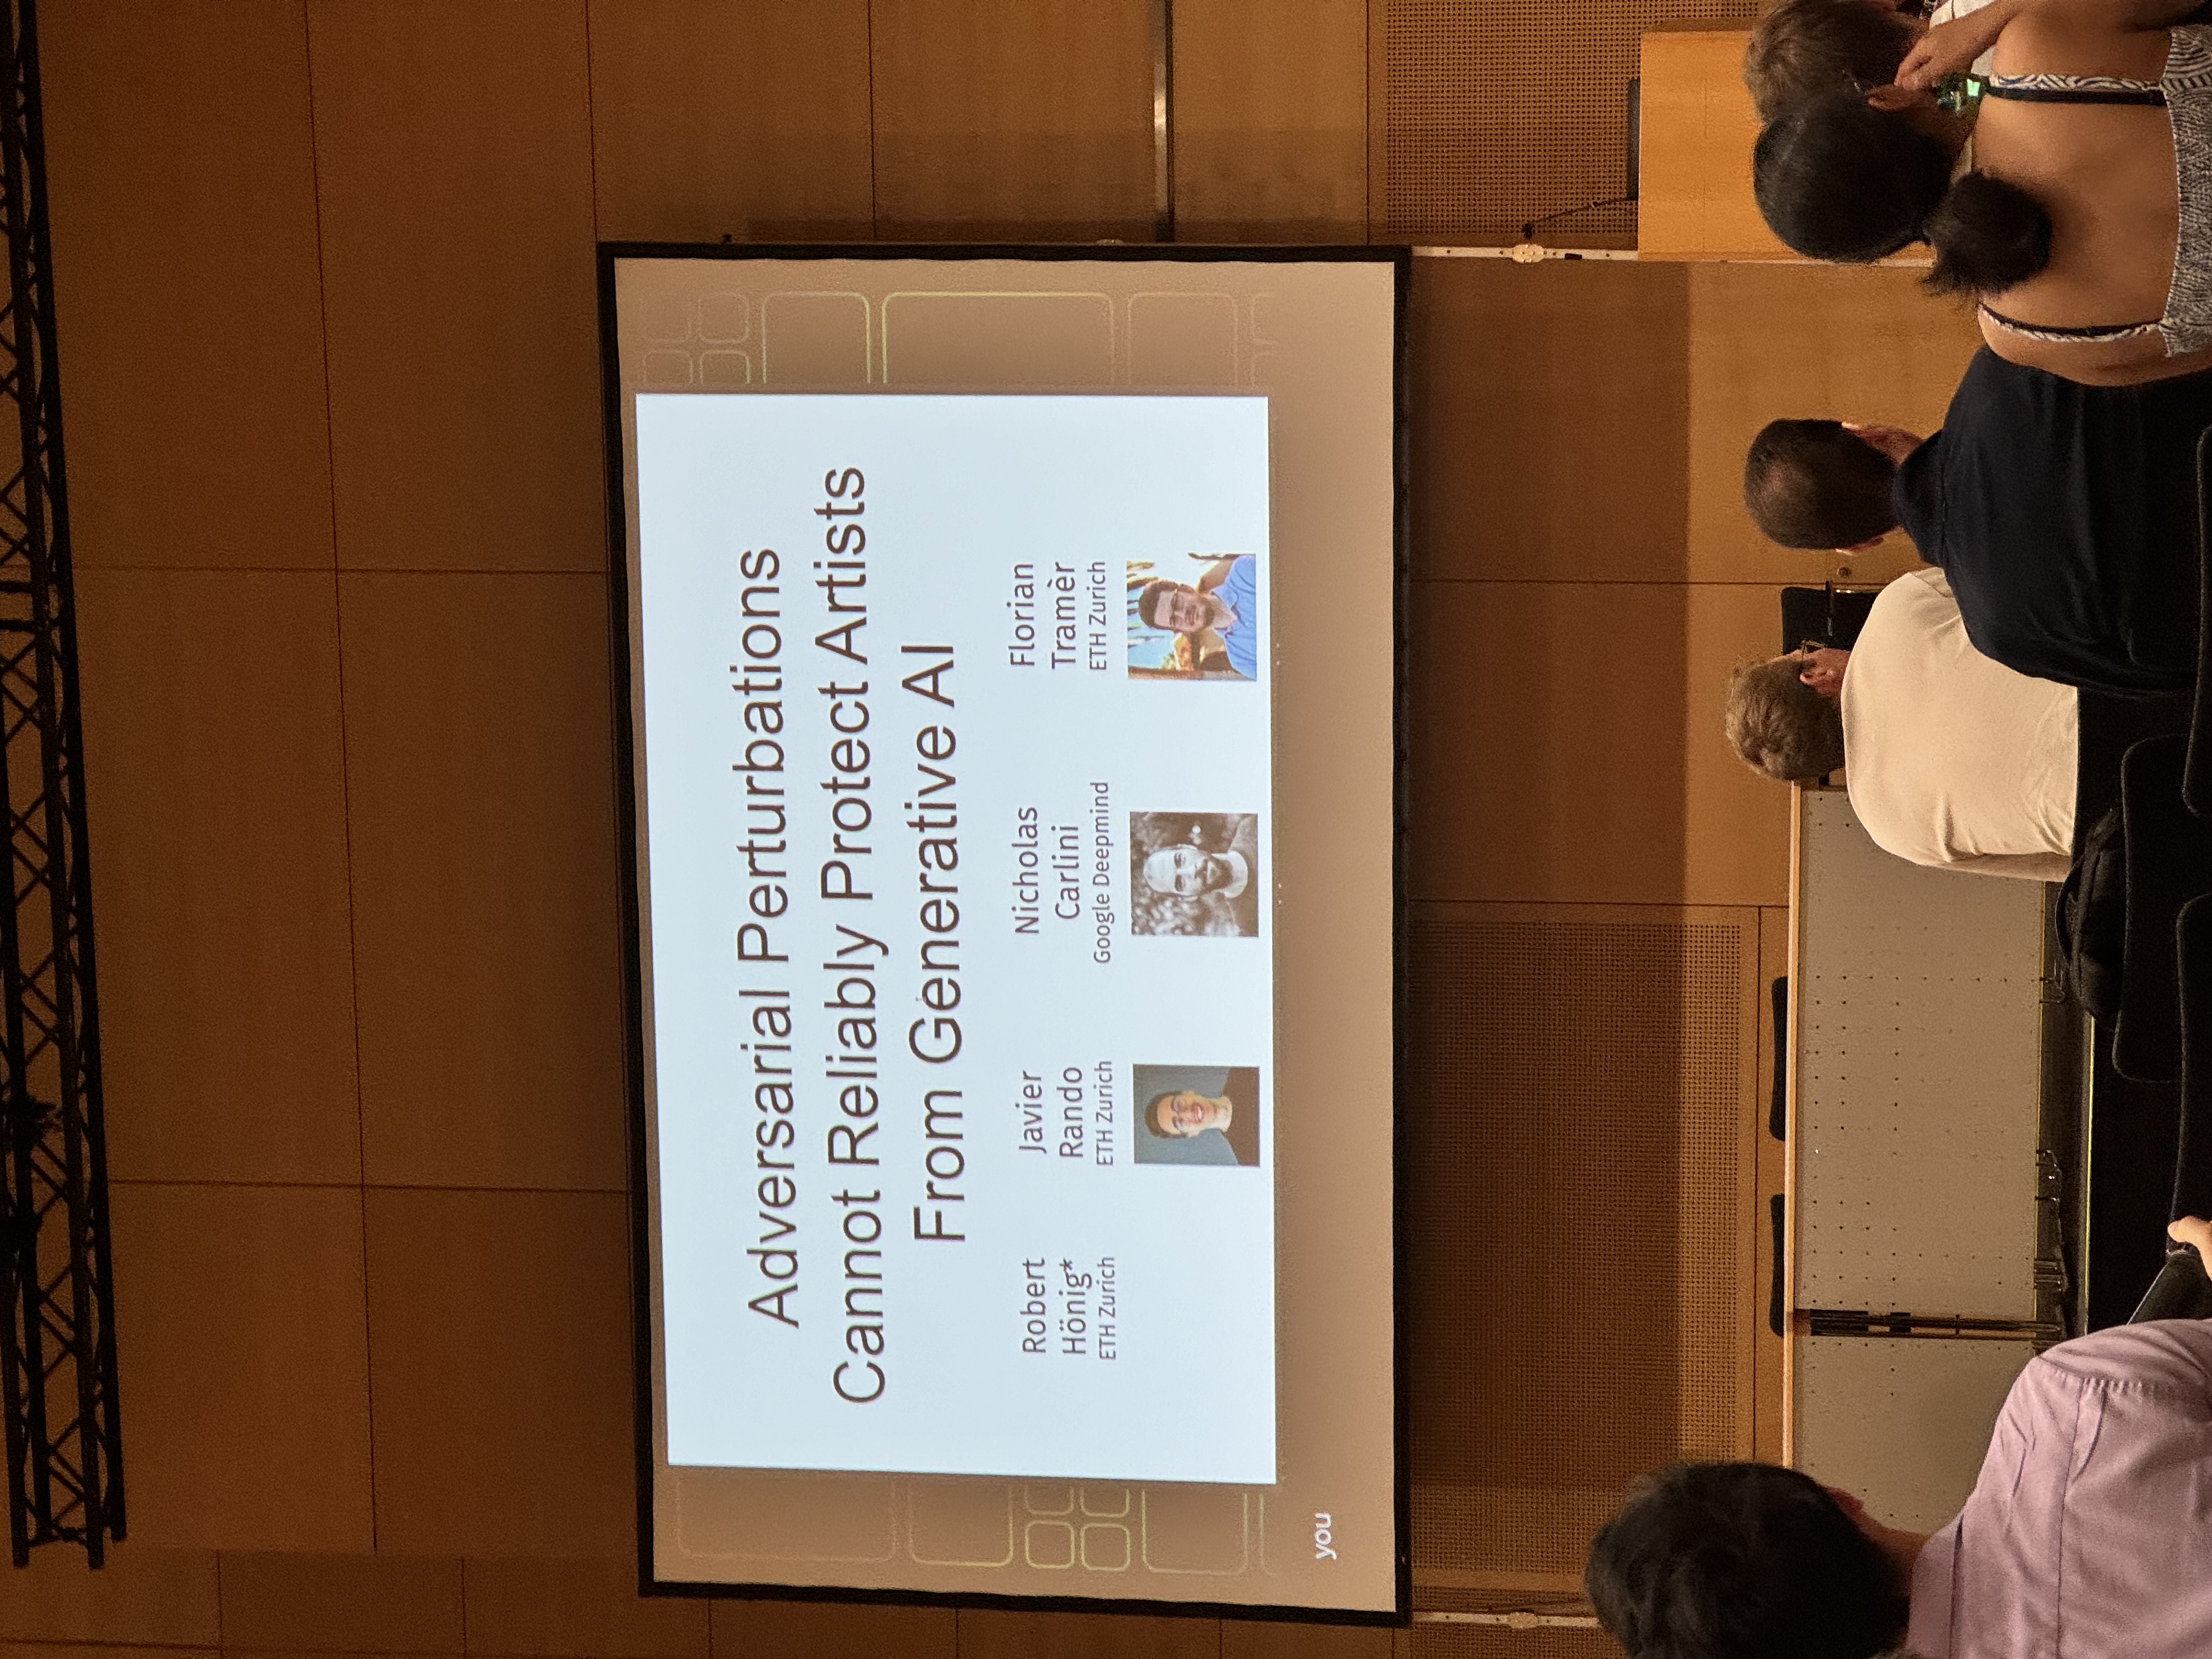 Adversarial Perturbations
Cannot Reliably Protect Artists
From Generative AI
Robert
Hönig*
ETH Zurich
Javier
Rando
ETH Zurich
Nicholas
Carlini
Google Deepmind
Florian
Tramèr
ETH Zurich
you